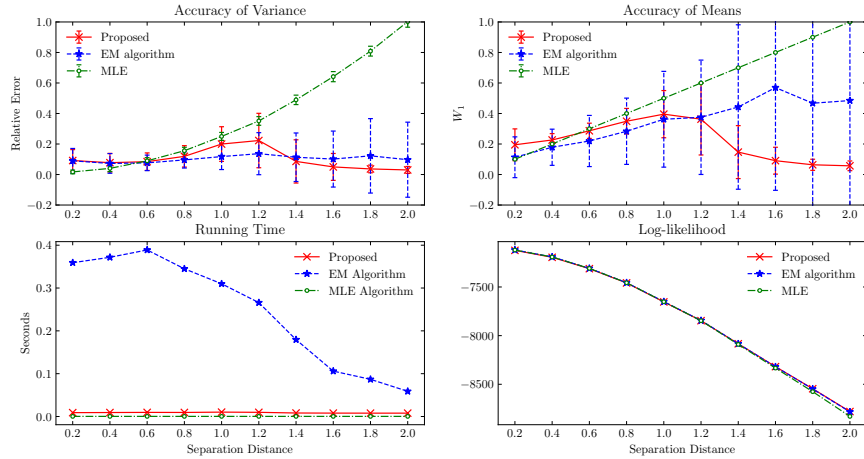 Accuracy of Variance
Accuracy of Means
1.0
0.8
0.6
0.4
0.2
0.0
−0.2
Relative Error
Proposed
EM algorithm
MLE
0.2 0.4 0.6 0.8 1.0 1.2 1.4 1.6 1.8 2.0
1.0
0.8
0.6
0.4
0.2
0.0
−0.2
W1
Proposed
EM algorithm
MLE
0.2 0.4 0.6 0.8 1.0 1.2 1.4 1.6 1.8 2.0
Running Time
0.4
0.3
0.2
0.1
0.0
Seconds
Proposed
EM Algorithm
MLE Algorithm
0.2 0.4 0.6 0.8 1.0 1.2 1.4 1.6 1.8 2.0
Separation Distance
Log-likelihood
−7500
−8000
−8500
Proposed
EM algorithm
MLE
0.2 0.4 0.6 0.8 1.0 1.2 1.4 1.6 1.8 2.0
Separation Distance